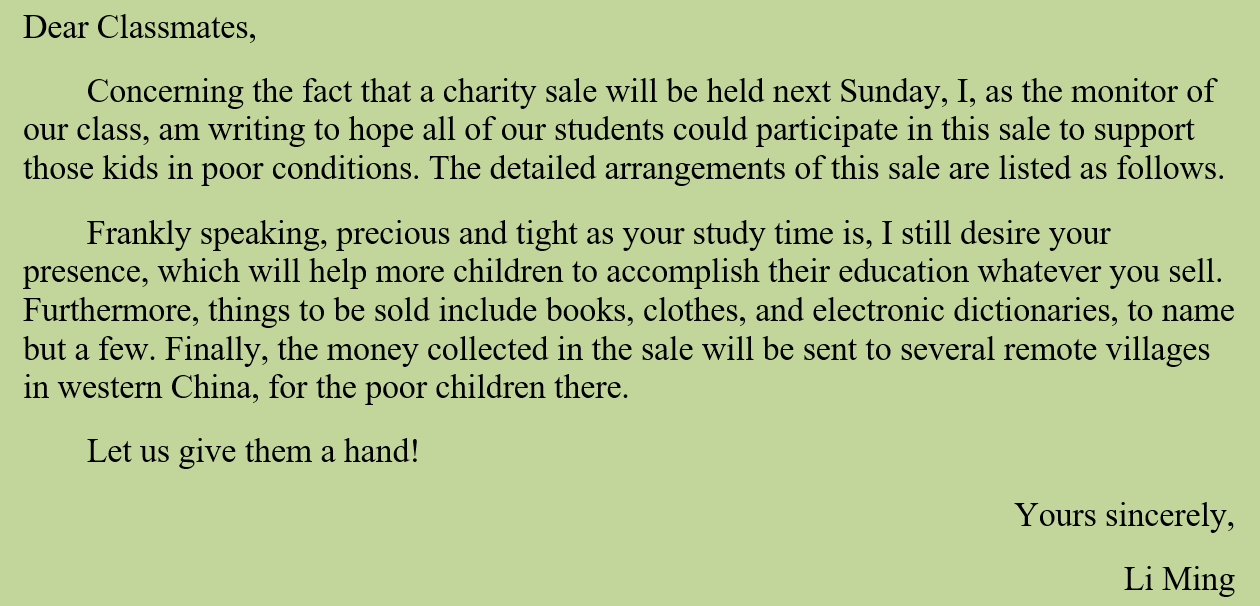 Dear Classmates,
Concerning the fact that a charity sale will be held next Sunday, I, as the monitor of
our class, am writing to hope all of our students could participate in this sale to support
those kids in poor conditions. The detailed arrangements of this sale are listed as follows.
Frankly speaking, precious and tight as your study time is, I still desire your
presence, which will help more children to accomplish their education whatever you sell.
Furthermore, things to be sold include books, clothes, and electronic dictionaries, to name
but a few. Finally, the money collected in the sale will be sent to several remote villages
in western China, for the poor children there.
Let us give them a hand!
Yours sincerely,
Li Ming